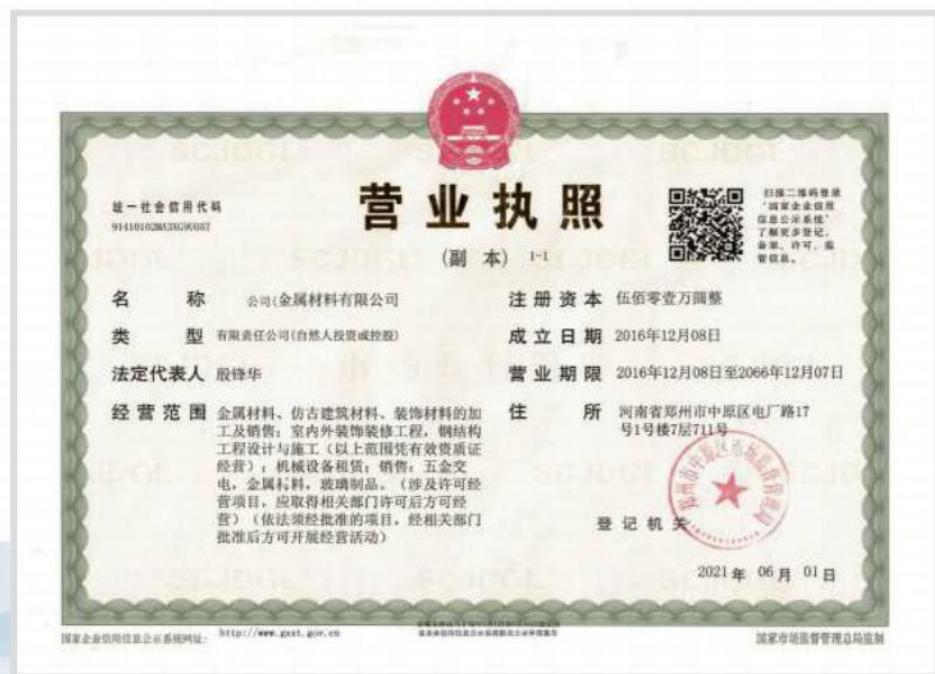 营业执照
(副 本) 1-1
统一社会信用代码
扫描二维码登录
‘国家企业信用
信息公示系统’
了解更多登记、
备案、许可、监
管信息。
名 称 公司(金属材料有限公司
类 型 有限责任公司(自然人投资或控股)
法定代表人 殷锋华
经营范围 金属材料、仿古建筑材料、装饰材料的加
工及销售；室内外装饰装修工程，钢结构
工程设计与施工（以上范围凭有效资质证
经营）；机械设备租赁；销售：五金交
电，金属材料，玻璃制品。（涉及许可经
营项目，应取得相关部门许可后方可经
营）（依法须经批准的项目，经相关部门
批准后方可开展经营活动）
注册资本 伍佰零壹万圆整
成立日期 2016年12月08日
营业期限 2016年12月08日至2066年12月07日
住 所 河南省郑州市中原区电厂路17
号1号楼7层711号
郑州市中原区市场监督管理局
登记机关
2021年 06月 01日
国家企业信用信息公示系统网址： http://www.gsxt.gov.cn
国家市场监督管理总局监制